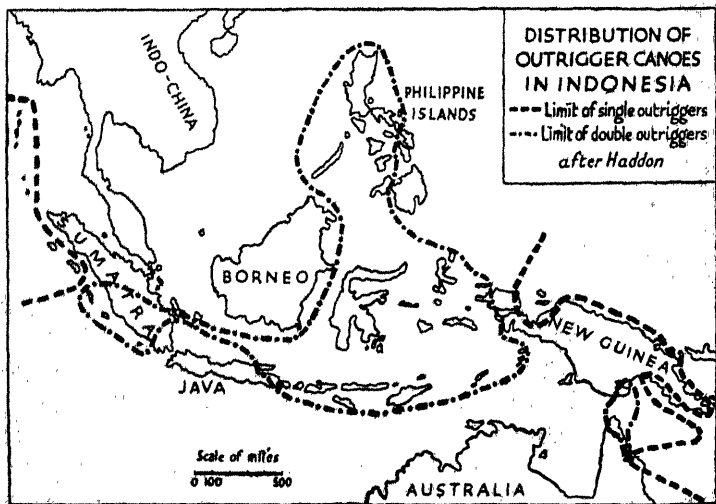 DISTRIBUTION OF
OUTRIGGER CANOES
IN INDONESIA
Limit of single outriggers
Limit of double outriggers
after Haddon
INDO-CHINA
PHILIPPINE
ISLANDS
SUMATRA
BORNEO
NEW GUINEA
JAVA
Scale of miles
0 100 500
AUSTRALIA